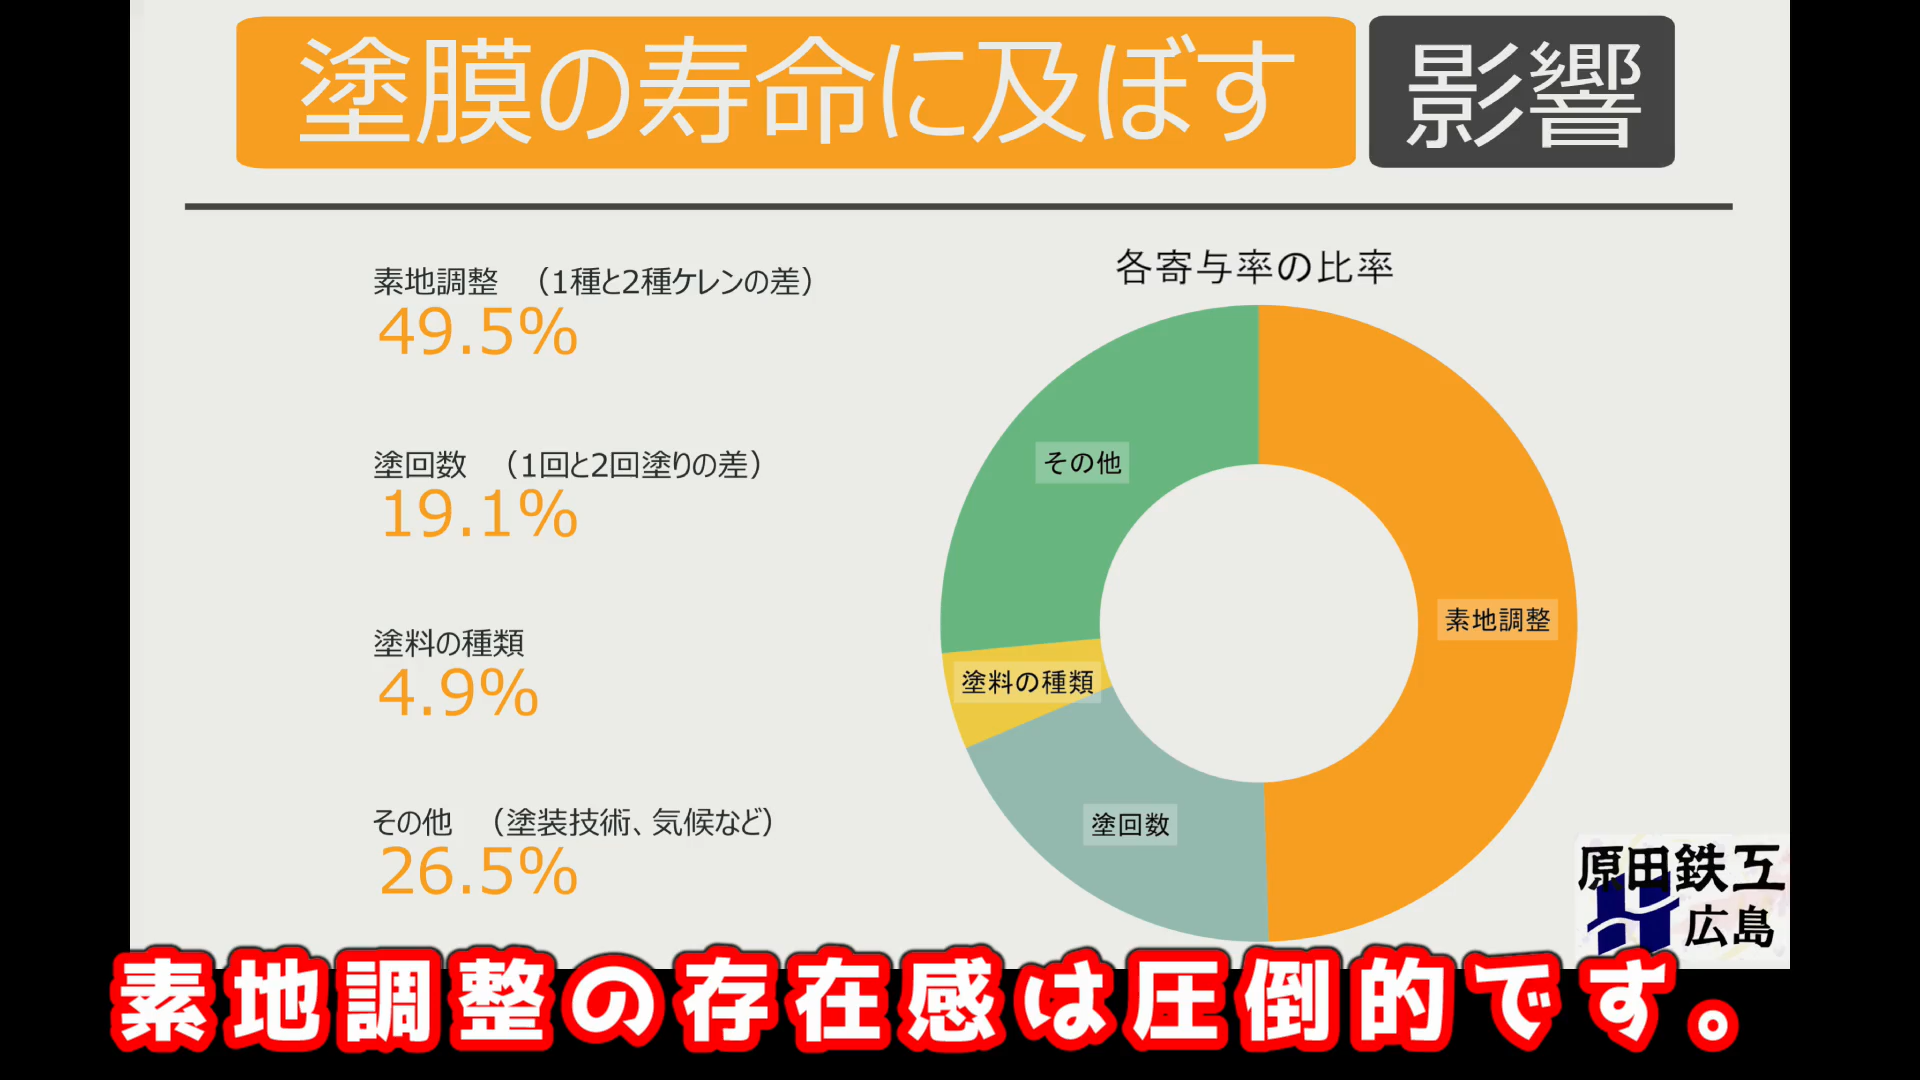 塗膜の寿命に及ぼす 影響
素地調整 （1種と2種ケレンの差）
49.5%
塗回数 （1回と2回塗りの差）
19.1%
塗料の種類
4.9%
その他 （塗装技術、気候など）
26.5%
各寄与率の比率
その他
素地調整
塗料の種類
塗回数
原田鉄工
広島
素地調整の存在感は圧倒的です。